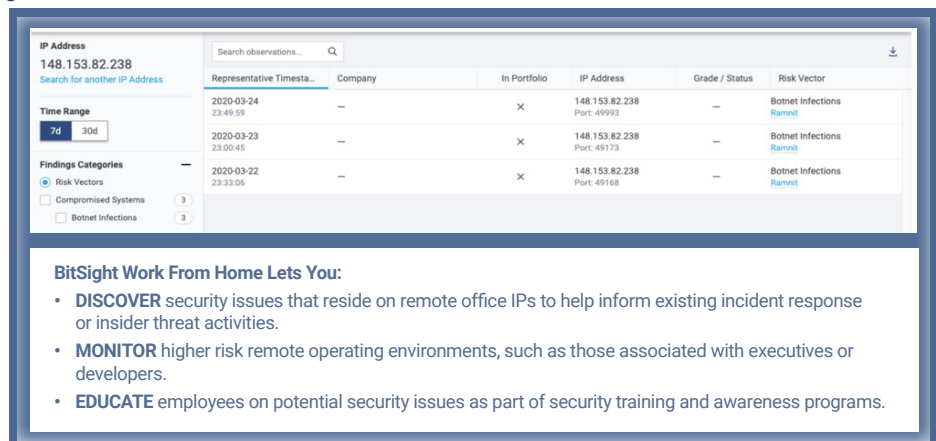 IP Address
148.153.82.238
Search for another IP Address
Time Range
7d 30d
Findings Categories —
Risk Vectors
Compromised Systems 3
Botnet Infections 3
Search observations...
Representative Timesta... Company In Portfolio IP Address Grade / Status Risk Vector
2020-03-24 — × 148.153.82.238 — Botnet Infections
23:49:59 Port: 49993 Ramnit
2020-03-23 — × 148.153.82.238 — Botnet Infections
23:00:45 Port: 49173 Ramnit
2020-03-22 — × 148.153.82.238 — Botnet Infections
23:33:06 Port: 49168 Ramnit
BitSight Work From Home Lets You:
• DISCOVER security issues that reside on remote office IPs to help inform existing incident response
or insider threat activities.
• MONITOR higher risk remote operating environments, such as those associated with executives or
developers.
• EDUCATE employees on potential security issues as part of security training and awareness programs.